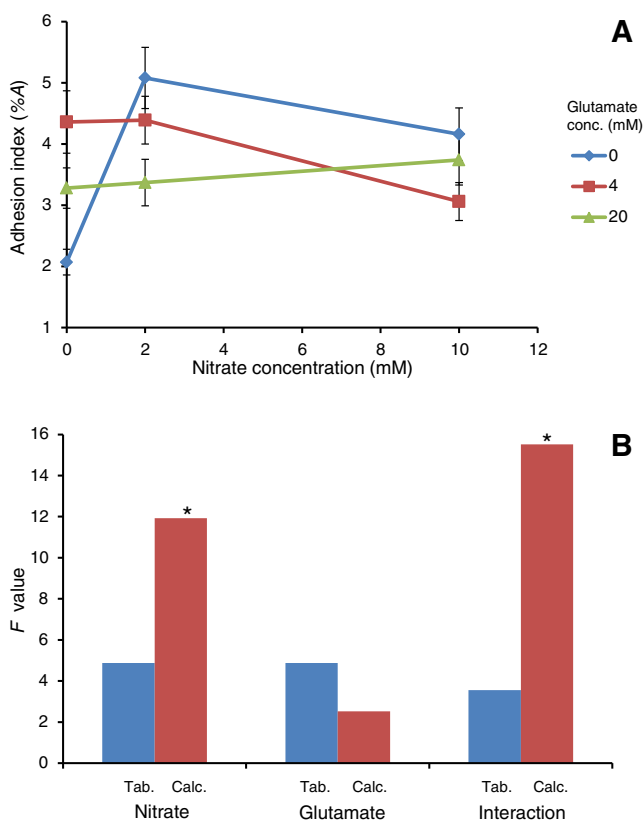 A
6
5
4
3
2
1
Adhesion index (%A)
0 2 4 6 8 10 12
Nitrate concentration (mM)
Glutamate
conc. (mM)
0
4
20
B
16
14
12
10
8
6
4
2
0
F value
*
*
Tab. Calc. Tab. Calc. Tab. Calc.
Nitrate Glutamate Interaction